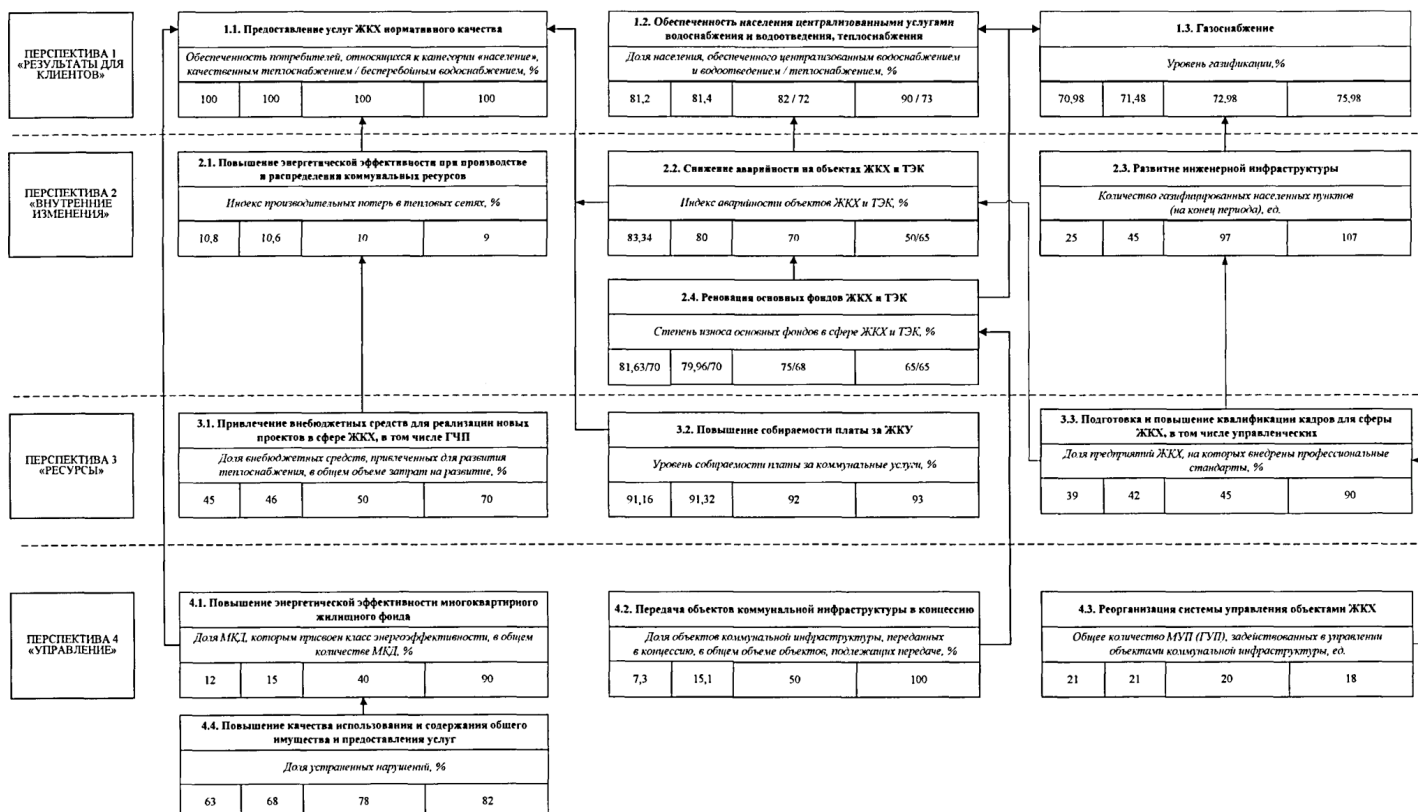 ПЕРСПЕКТИВА 1
«РЕЗУЛЬТАТЫ ДЛЯ
КЛИЕНТОВ»
1.1. Предоставление услуг ЖКХ нормативного качества
Обеспеченность потребителей, относящихся к категории «население»,
качественным теплоснабжением / бесперебойным водоснабжением, %
100 100 100 100
1.2. Обеспеченность населения централизованными услугами
водоснабжения и водоотведения, теплоснабжения
Доля населения, обеспеченного централизованным водоснабжением
и водоотведением / теплоснабжением, %
81,2 81,4 82 / 72 90 / 73
1.3. Газоснабжение
Уровень газификации,%
70,98 71,48 72,98 75,98
ПЕРСПЕКТИВА 2
«ВНУТРЕННИЕ
ИЗМЕНЕНИЯ»
2.1. Повышение энергетической эффективности при производстве
и распределения коммунальных ресурсов
Индекс производительных потерь в тепловых сетях, %
10,8 10,6 10 9
2.2. Снижение аварийности на объектах ЖКХ и ТЭК
Индекс аварийности объектов ЖКХ и ТЭК, %
83,34 80 70 50/65
2.3. Развитие инженерной инфраструктуры
Количество газифицированных населенных пунктов
(на конец периода), ед.
25 45 97 107
2.4. Реновация основных фондов ЖКХ и ТЭК
Степень износа основных фондов в сфере ЖКХ и ТЭК, %
81,63/70 79,96/70 75/68 65/65
ПЕРСПЕКТИВА 3
«РЕСУРСЫ»
3.1. Привлечение внебюджетных средств для реализации новых
проектов в сфере ЖКХ, в том числе ГЧП
Доля внебюджетных средств, привлеченных для развития
теплоснабжения, в общем объеме затрат на развитие, %
45 46 50 70
3.2. Повышение собираемости платы за ЖКУ
Уровень собираемости платы за коммунальные услуги, %
91,16 91,32 92 93
3.3. Подготовка и повышение квалификации кадров для сферы
ЖКХ, в том числе управленческих
Доля предприятий ЖКХ, на которых внедрены профессиональные
стандарты, %
39 42 45 90
ПЕРСПЕКТИВА 4
«УПРАВЛЕНИЕ»
4.1. Повышение энергетической эффективности многоквартирного
жилищного фонда
Доля МКД, которым присвоен класс энергоэффективности, в общем
количестве МКД, %
12 15 40 90
4.2. Передача объектов коммунальной инфраструктуры в концессию
Доля объектов коммунальной инфраструктуры, переданных
в концессию, в общем объеме объектов, подлежащих передаче, %
7,3 15,1 50 100
4.3. Реорганизация системы управления объектами ЖКХ
Общее количество МУП (ГУП), задействованных в управлении
объектами коммунальной инфраструктуры, ед.
21 21 20 18
4.4. Повышение качества использования и содержания общего
имущества и предоставления услуг
Доля устраненных нарушений, %
63 68 78 82